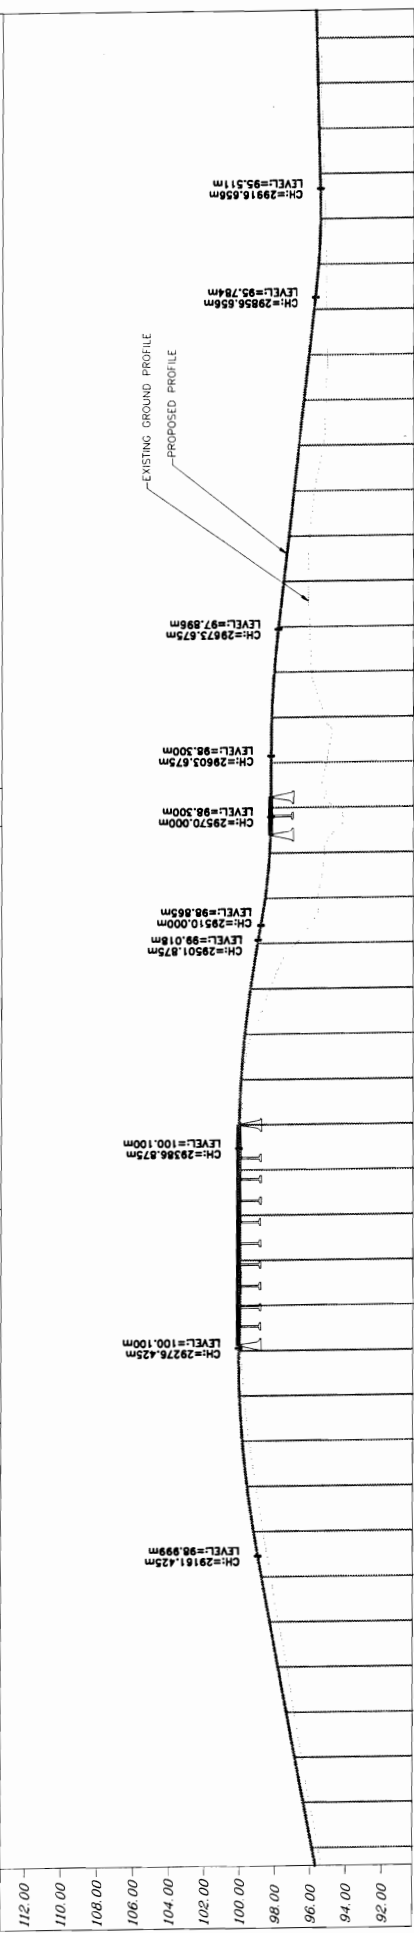 CH:=29916.656m
LEVEL:=95.511m
CH:=29856.656m
LEVEL:=95.784m
EXISTING GROUND PROFILE
PROPOSED PROFILE
CH:=29673.675m
LEVEL:=97.896m
CH:=29603.675m
LEVEL:=98.300m
CH:=29570.000m
LEVEL:=98.300m
CH:=29510.000m
LEVEL:=98.865m
CH:=29501.875m
LEVEL:=99.018m
CH:=29386.875m
LEVEL:=100.100m
CH:=29276.425m
LEVEL:=100.100m
CH:=29161.425m
LEVEL:=98.999m
112.00
110.00
108.00
106.00
104.00
102.00
100.00
98.00
96.00
94.00
92.00